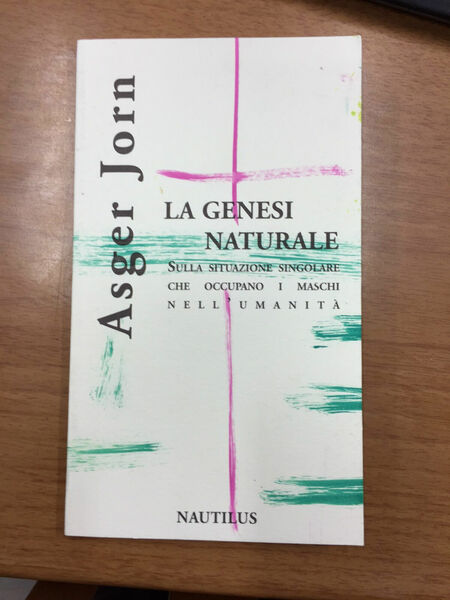 Asger Jorn
LA GENESI
NATURALE
SULLA SITUAZIONE SINGOLARE
CHE OCCUPANO I MASCHI
NELL'UMANITÀ
NAUTILUS